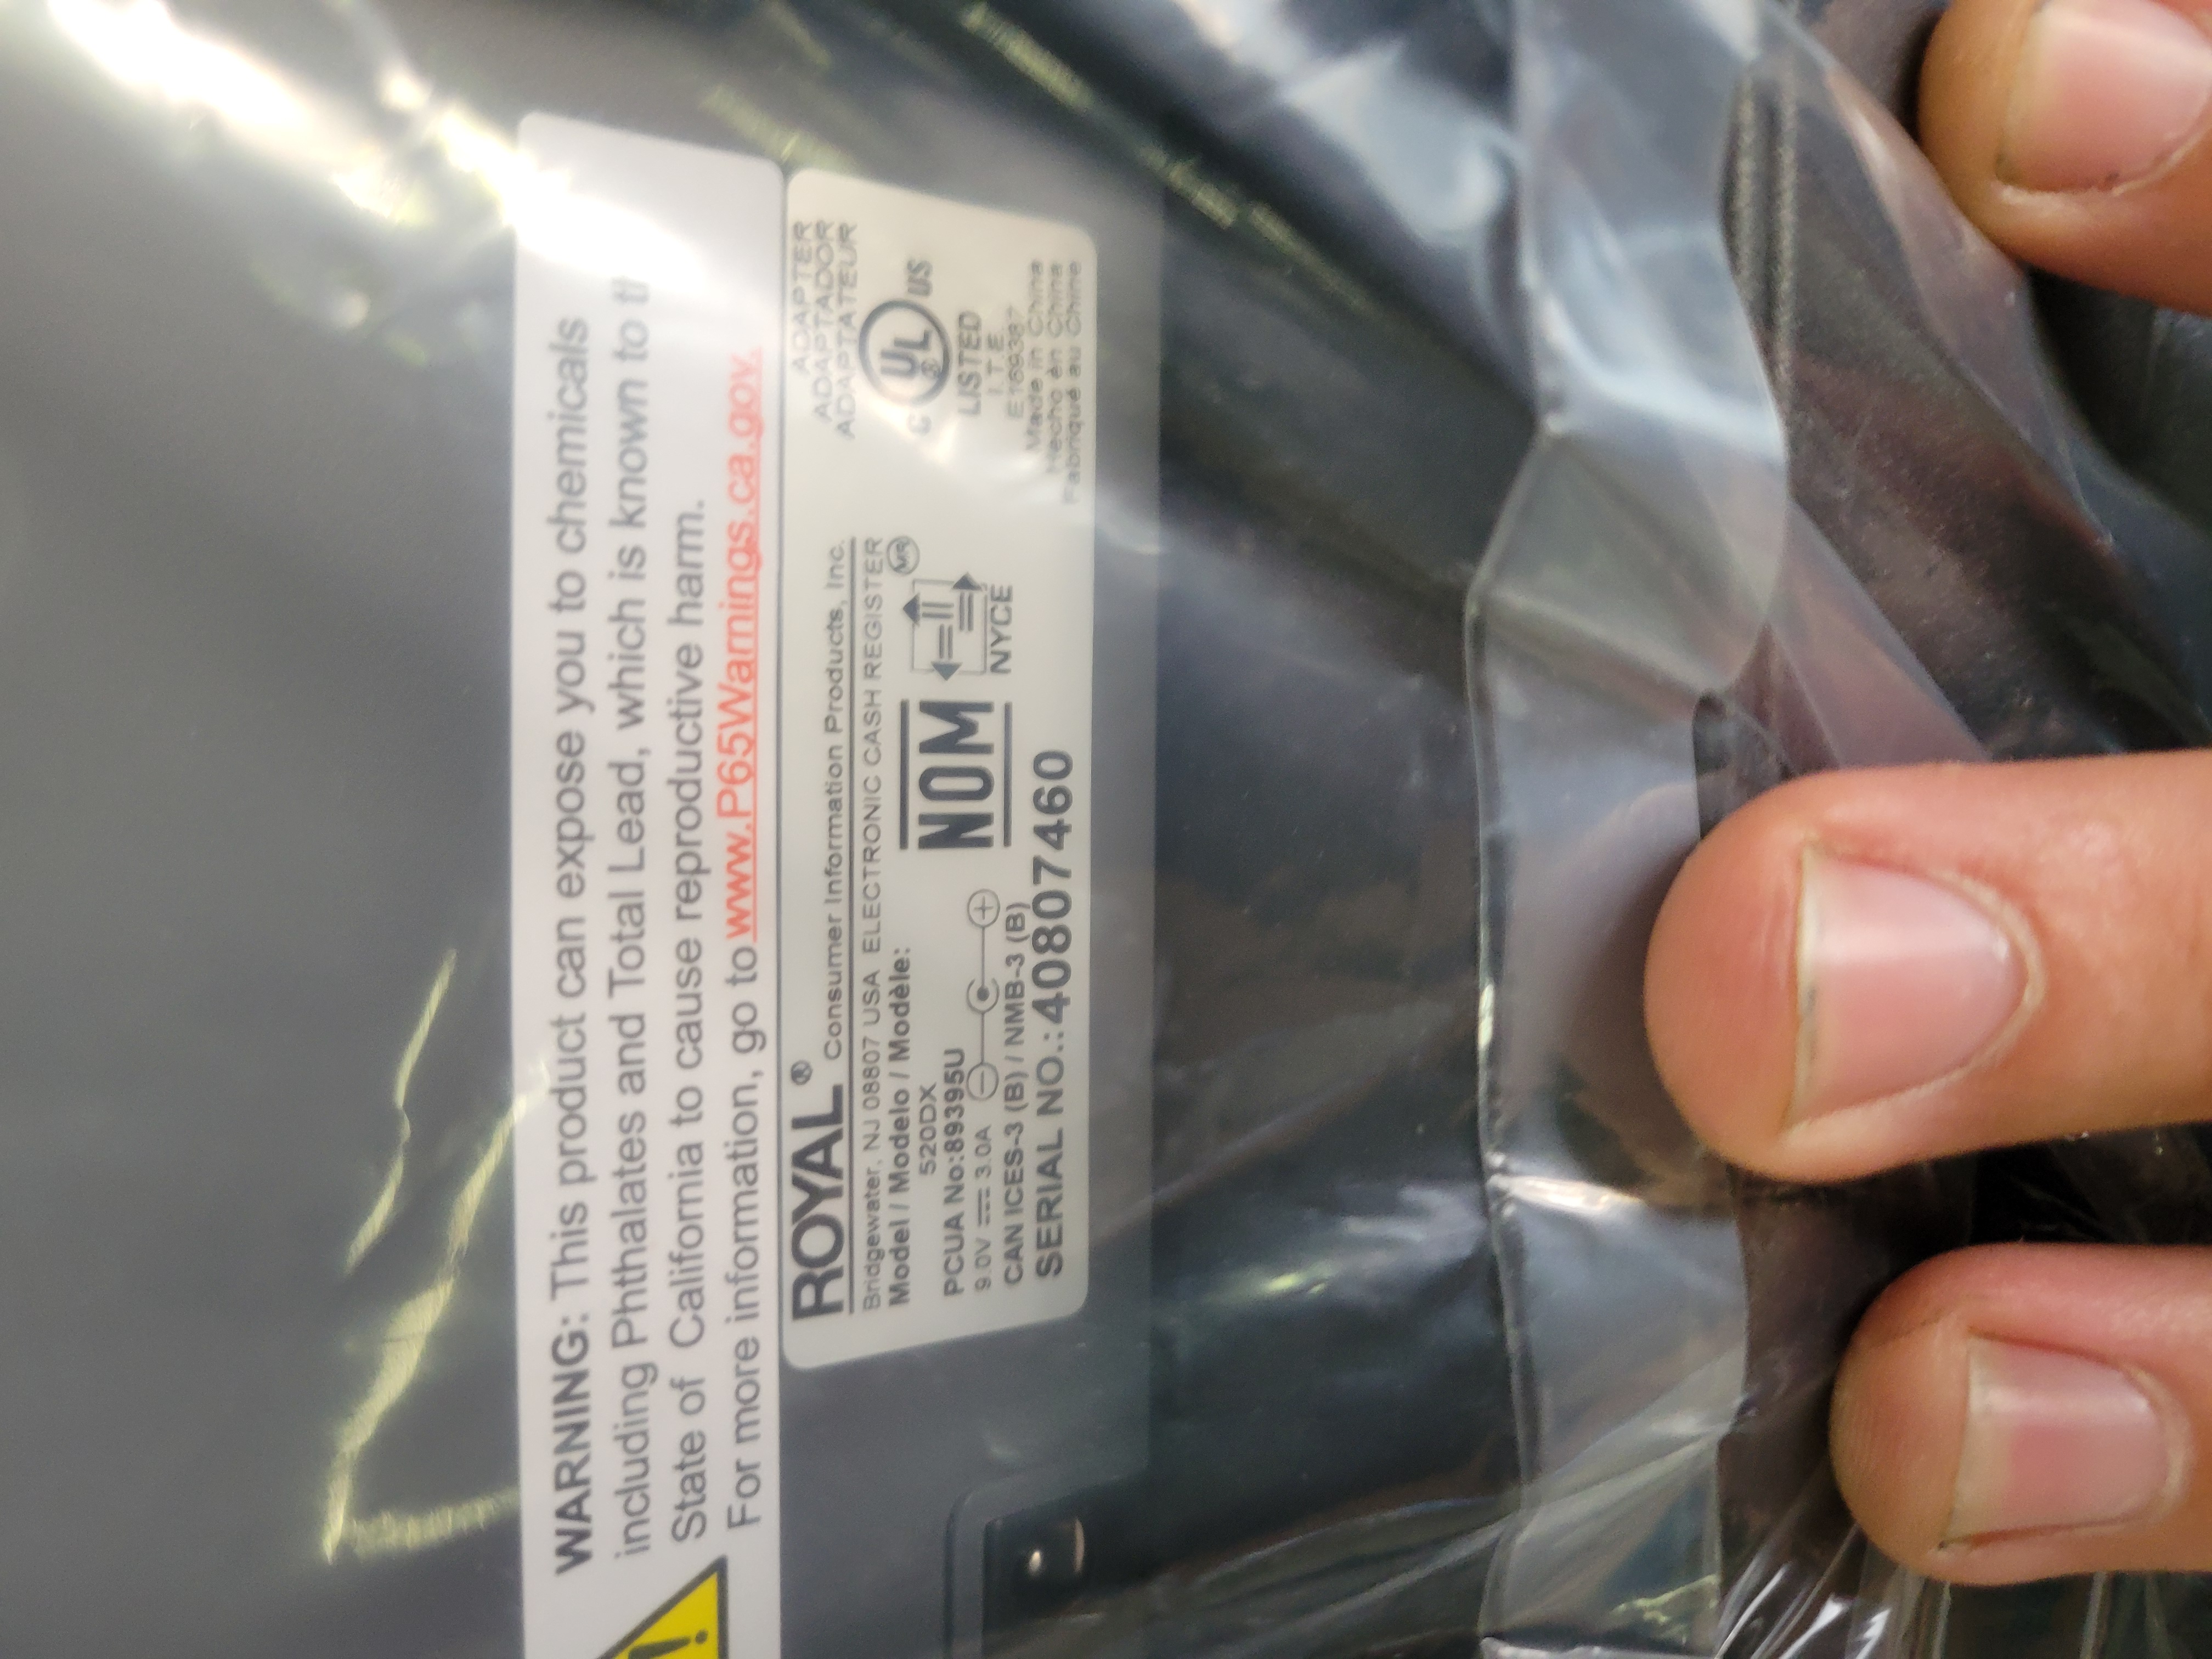 WARNING: This product can expose you to chemicals
including Phthalates and Total Lead, which is known to t
State of California to cause reproductive harm.
For more information, go to www.P65Warnings.ca.gov.
ROYAL® Consumer Information Products, Inc.
Bridgewater, NJ 08807 USA ELECTRONIC CASH REGISTER
Model / Modelo / Modèle:
520DX
PCUA No:89395U
9.0V 3.0A
CAN ICES-3 (B) / NMB-3 (B)
SERIAL NO.:40807460
NOM
MR
NYCE
ADAPTER
ADAPTADOR
ADAPTATEUR
C UL® US
LISTED
I.T.E.
E169387
Made in China
Hecho en China
Fabriqué au Chine